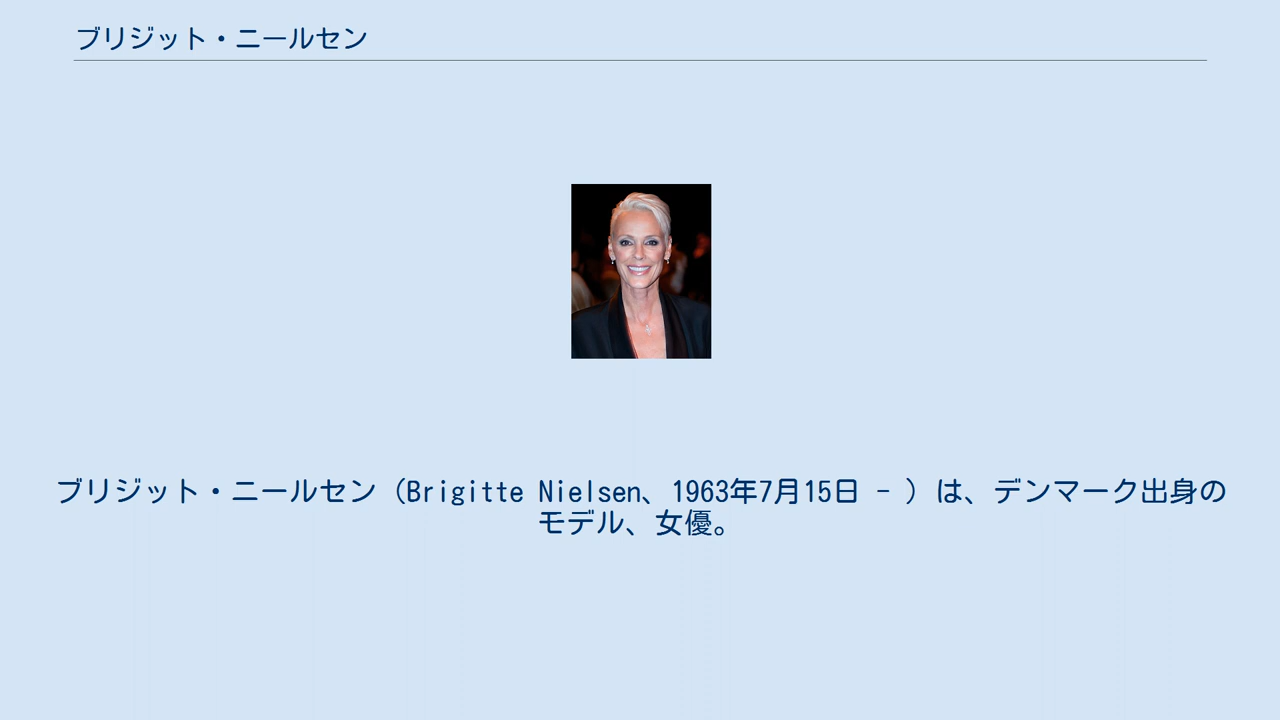 ブリジット・ニールセン
ブリジット・ニールセン（Brigitte Nielsen、1963年7月15日 - ）は、デンマーク出身の
モデル、女優。